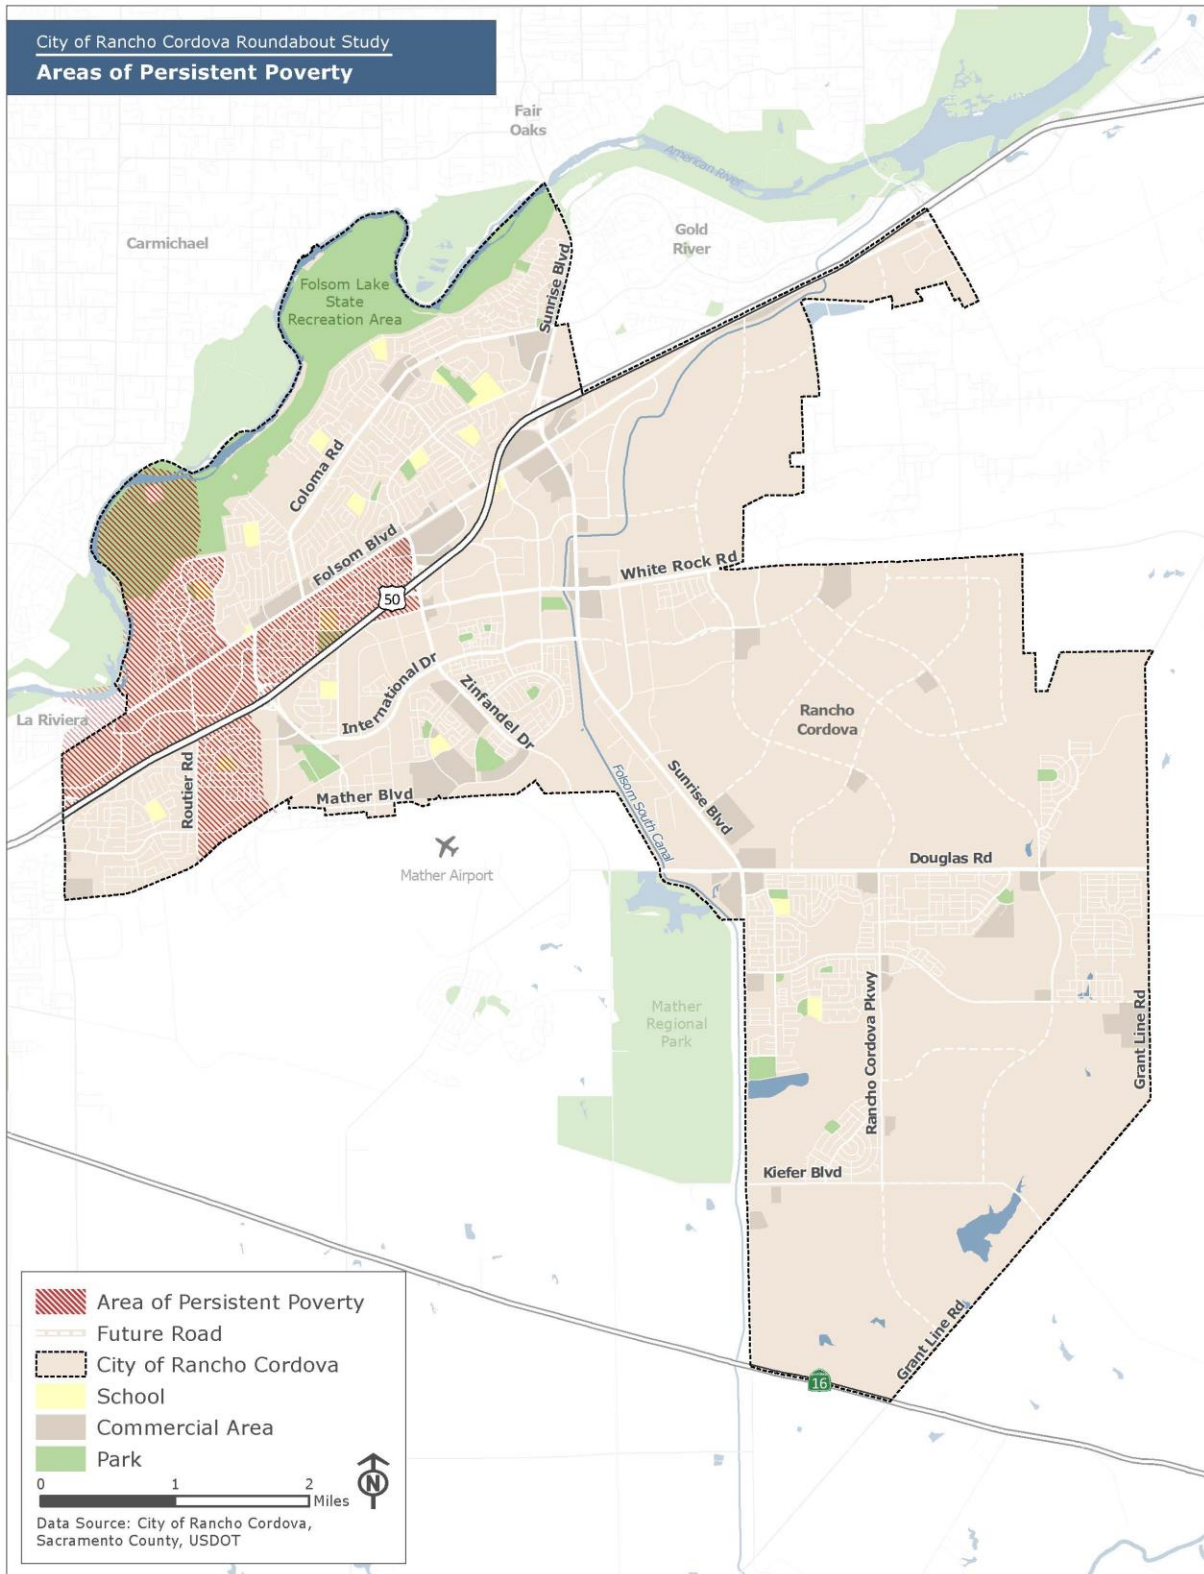 City of Rancho Cordova Roundabout Study
Areas of Persistent Poverty
Fair
Oaks
American River
Carmichael
Gold
River
Sunrise Blvd
Folsom Lake
State
Recreation Area
Coloma Rd
Folsom Blvd
White Rock Rd
50
International Dr
Zinfandel Dr
La Riviera
Rancho
Cordova
Routier Rd
Mather Blvd
Folsom South Canal
Sunrise Blvd
Mather Airport
Douglas Rd
Mather
Regional
Park
Rancho Cordova Pkwy
Grant Line Rd
Kiefer Blvd
Grant Line Rd
16
Area of Persistent Poverty
Future Road
City of Rancho Cordova
School
Commercial Area
Park
0 1 2
Miles
N
Data Source: City of Rancho Cordova,
Sacramento County, USDOT